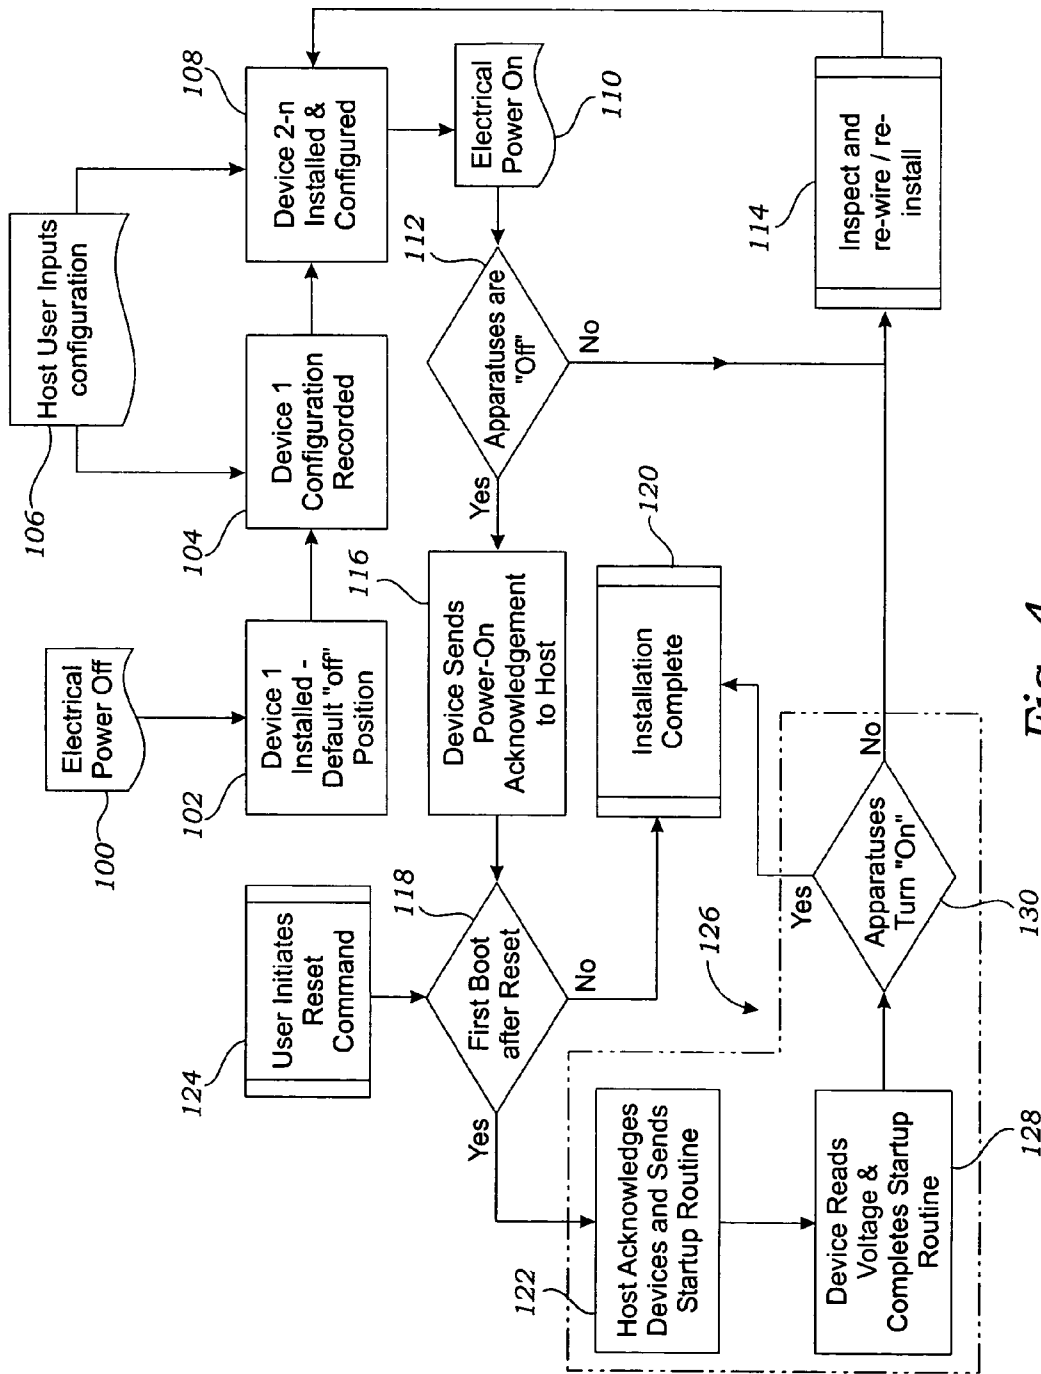 106
Host User Inputs
configuration
100
Electrical
Power Off
102
Device 1
Installed -
Default "off"
Position
104
Device 1
Configuration
Recorded
108
Device 2-n
Installed &
Configured
124
User Initiates
Reset
Command
118
First Boot
after Reset
Yes
No
116
Device Sends
Power-On
Acknowledgement
to Host
112
Apparatuses are
"Off"
Yes
No
110
Electrical
Power On
122
Host Acknowledges
Devices and Sends
Startup Routine
126
120
Installation
Complete
128
Device Reads
Voltage &
Completes Startup
Routine
130
Apparatuses
Turn "On"
Yes
No
114
Inspect and
re-wire / re-
install
Fig. 4